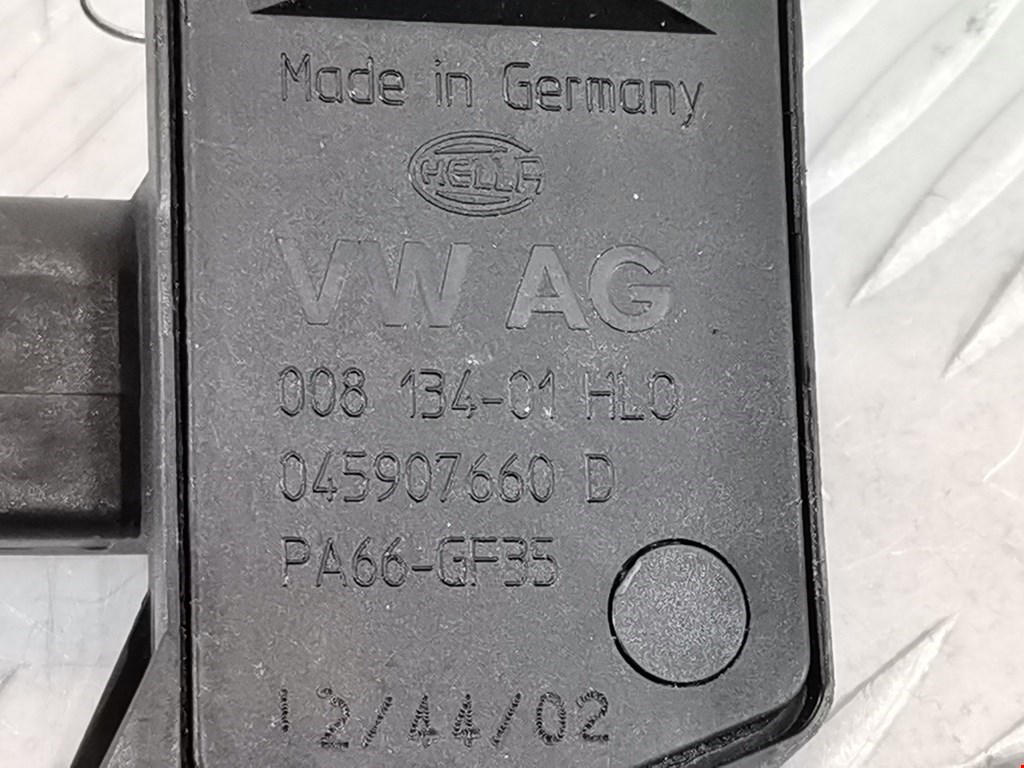 Made in Germany
HELLA
VW AG
008 134-01 HLO
045907660 D
PA66-GF35
12/44/02